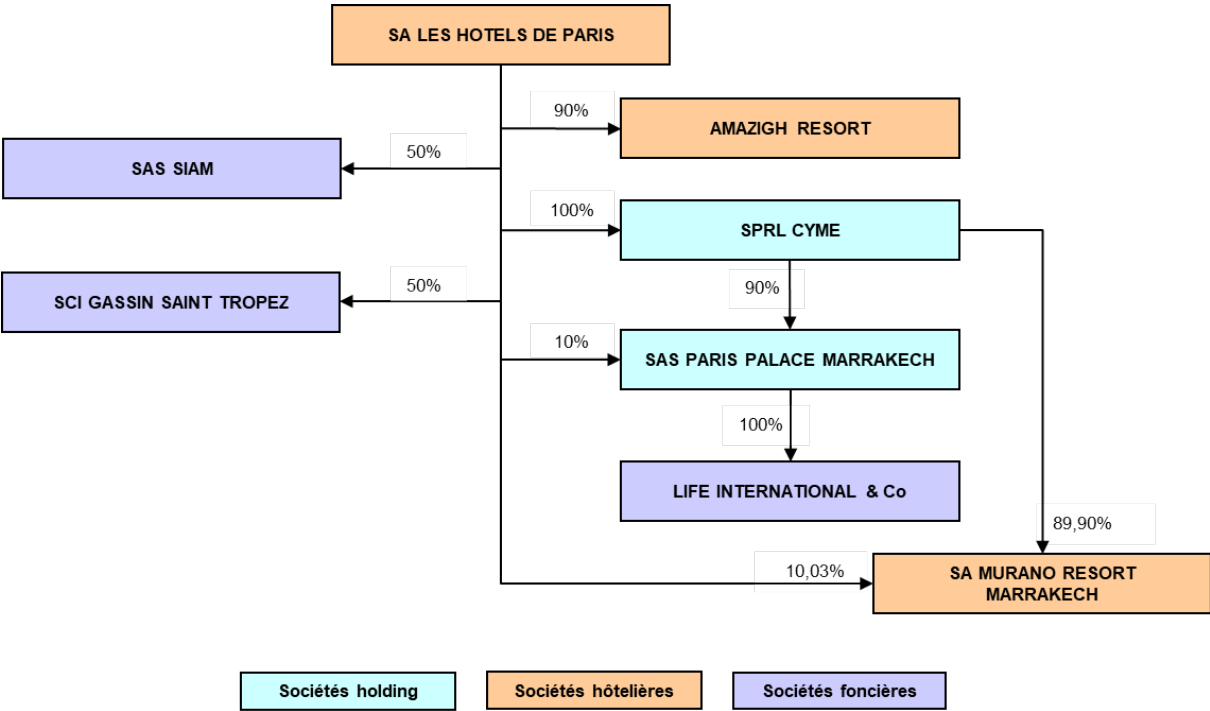 SA LES HOTELS DE PARIS
90%
AMAZIGH RESORT
50%
SAS SIAM
100%
SPRL CYME
50%
SCI GASSIN SAINT TROPEZ
90%
10%
SAS PARIS PALACE MARRAKECH
100%
LIFE INTERNATIONAL & Co
89,90%
10,03%
SA MURANO RESORT
MARRAKECH
Sociétés holding
Sociétés hôtelières
Sociétés foncières